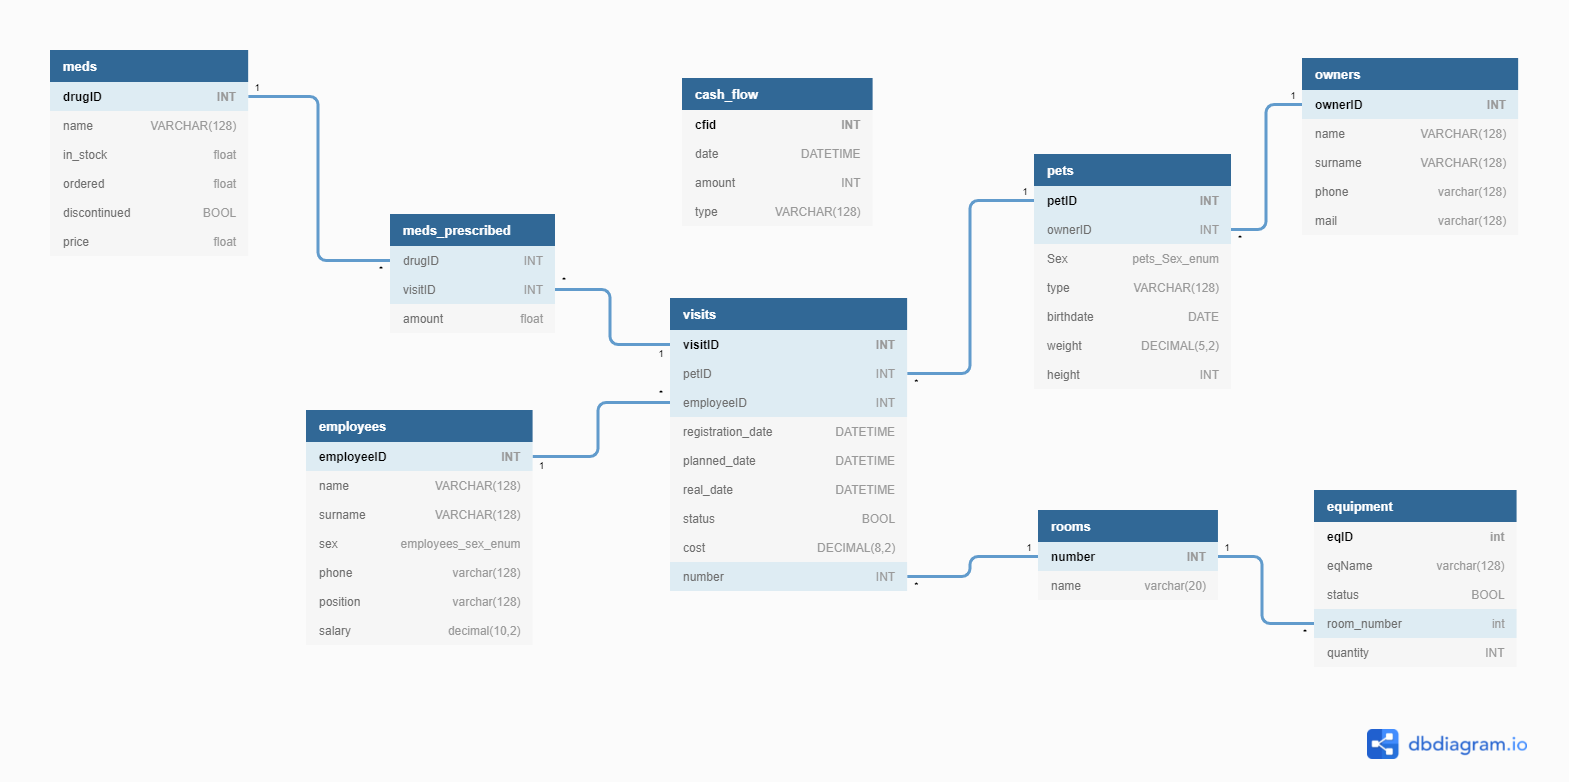 meds
drugID INT
name VARCHAR(128)
in_stock float
ordered float
discontinued BOOL
price float
meds_prescribed
drugID INT
visitID INT
amount float
employees
employeeID INT
name VARCHAR(128)
surname VARCHAR(128)
sex employees_sex_enum
phone varchar(128)
position varchar(128)
salary decimal(10,2)
cash_flow
cfid INT
date DATETIME
amount INT
type VARCHAR(128)
visits
visitID INT
petID INT
employeeID INT
registration_date DATETIME
planned_date DATETIME
real_date DATETIME
status BOOL
cost DECIMAL(8,2)
number INT
pets
petID INT
ownerID INT
Sex pets_Sex_enum
type VARCHAR(128)
birthdate DATE
weight DECIMAL(5,2)
height INT
rooms
number INT
name varchar(20)
owners
ownerID INT
name VARCHAR(128)
surname VARCHAR(128)
phone varchar(128)
mail varchar(128)
equipment
eqID int
eqName varchar(128)
status BOOL
room_number int
quantity INT
1
*
*
1
*
1
1
*
1
*
1
*
1
*
dbdiagram.io